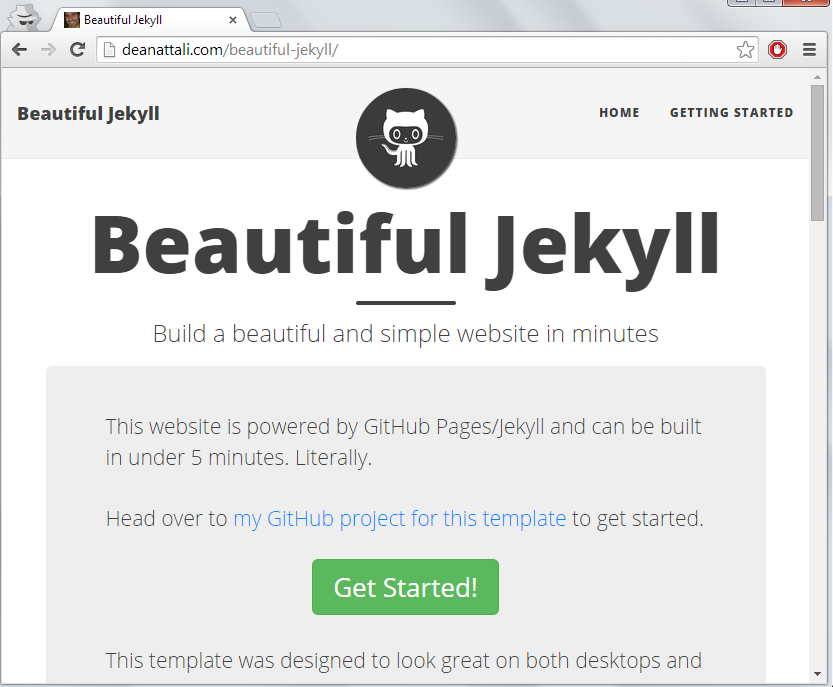 Beautiful Jekyll
deanattali.com/beautiful-jekyll/
Beautiful Jekyll
HOME
GETTING STARTED
Beautiful Jekyll
Build a beautiful and simple website in minutes
This website is powered by GitHub Pages/Jekyll and can be built
in under 5 minutes. Literally.
Head over to my GitHub project for this template to get started.
Get Started!
This template was designed to look great on both desktops and